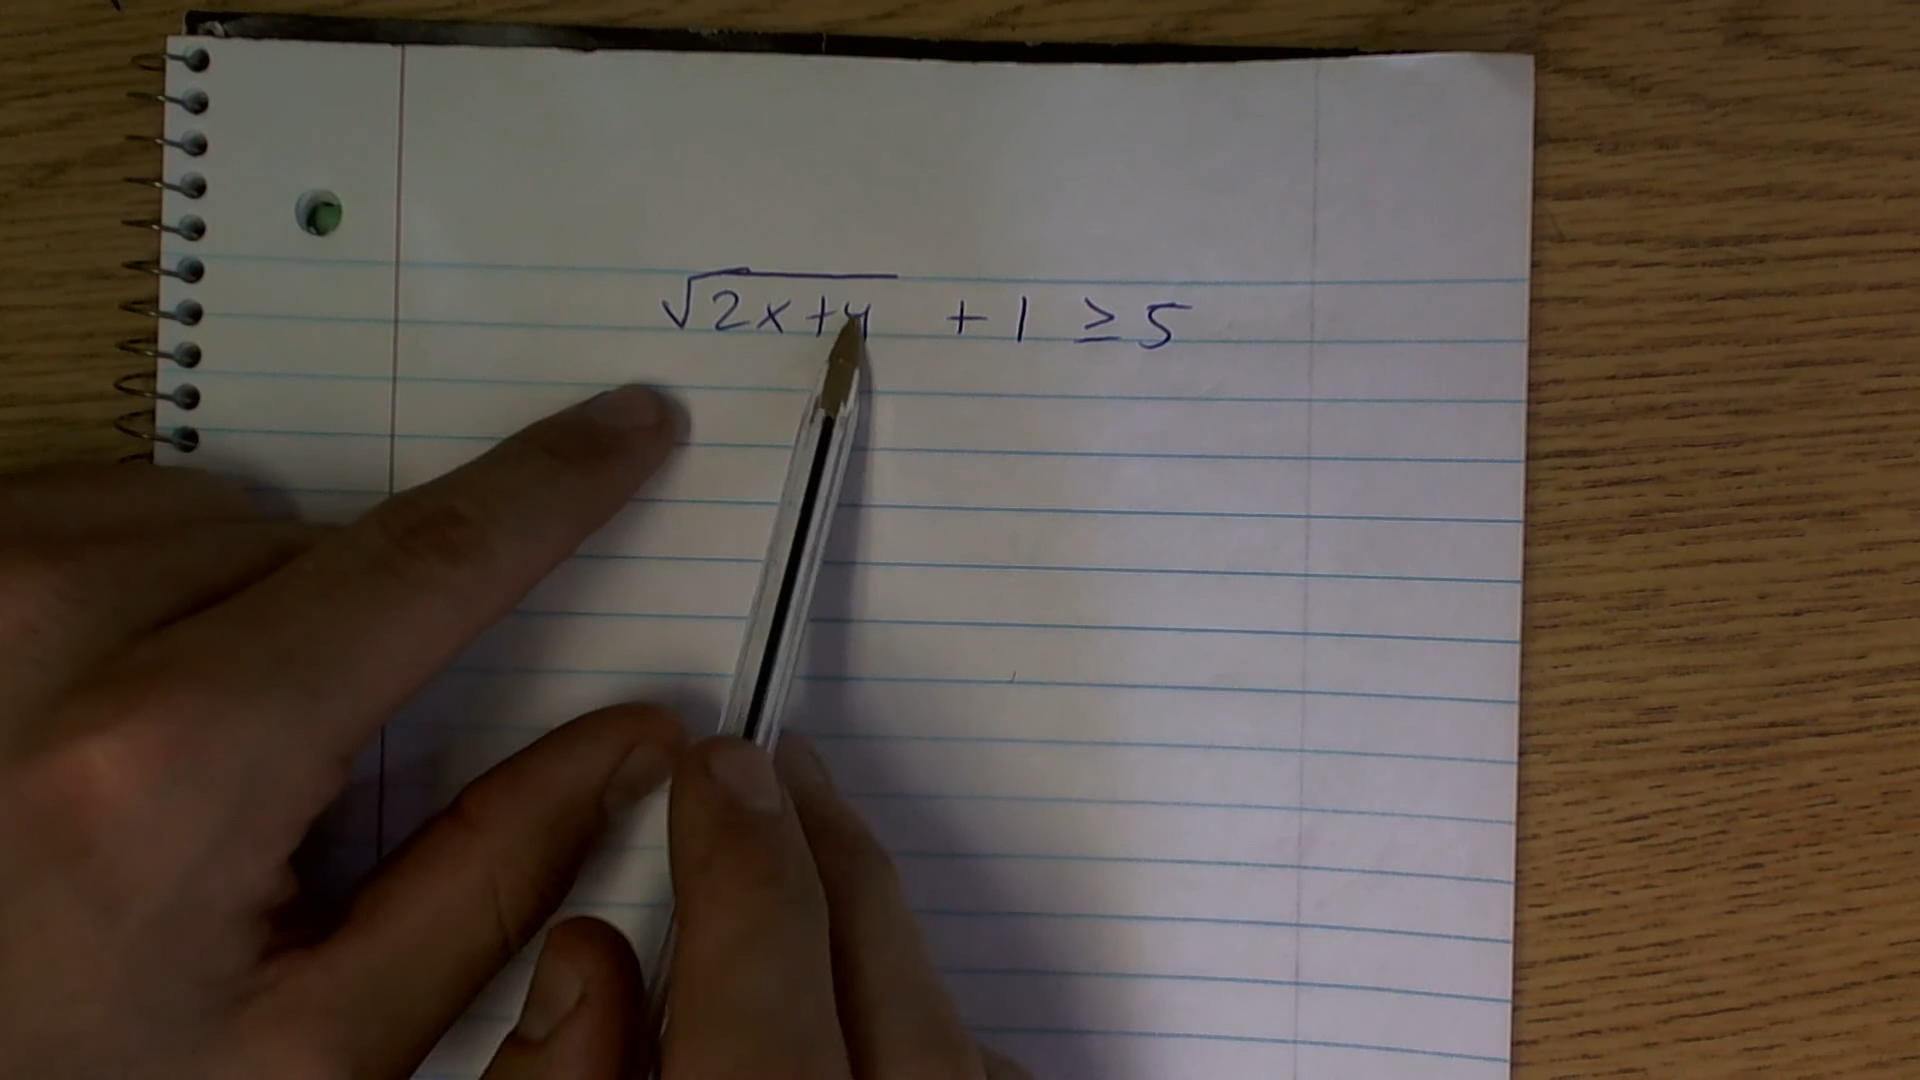 √2x+4 + 1 ≥ 5